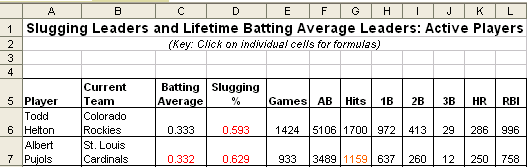 A B C D E F G H I J K L
1 Slugging Leaders and Lifetime Batting Average Leaders: Active Players
2 (Key: Click on individual cells for formulas)
3
4
Current Batting Slugging
5 Player Team Average % Games AB Hits 1B 2B 3B HR RBI
Todd Colorado
6 Helton Rockies 0.333 0.593 1424 5106 1700 972 413 29 286 996
Albert St. Louis
7 Pujols Cardinals 0.332 0.629 933 3489 1159 637 260 12 250 758